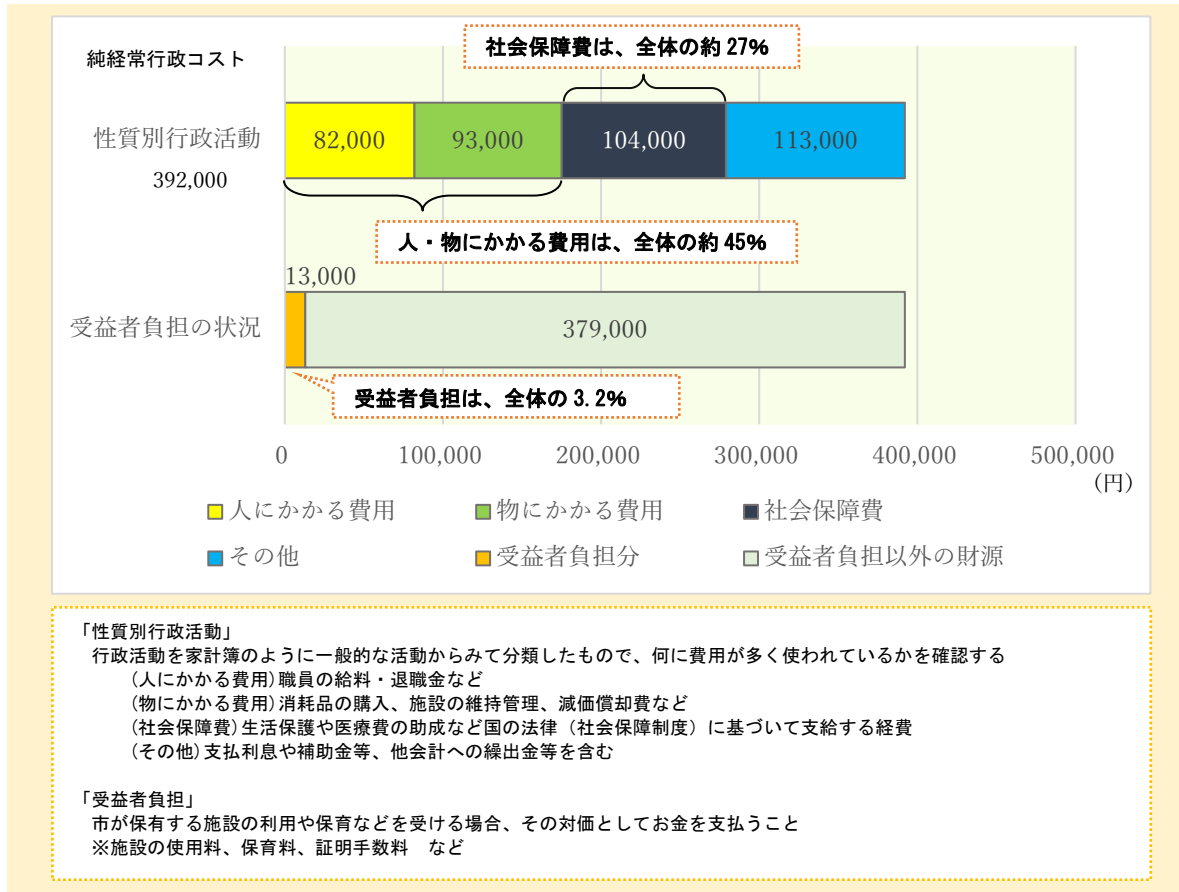 社会保障費は、全体の約27%
純経常行政コスト
性質別行政活動
392,000
82,000
93,000
104,000
113,000
人・物にかかる費用は、全体の約45%
13,000
受益者負担の状況
379,000
受益者負担は、全体の3.2%
0
100,000
200,000
300,000
400,000
500,000
(円)
人にかかる費用
物にかかる費用
社会保障費
その他
受益者負担分
受益者負担以外の財源
「性質別行政活動」
行政活動を家計簿のように一般的な活動からみて分類したもので、何に費用が多く使われているかを確認する
(人にかかる費用)職員の給料・退職金など
(物にかかる費用)消耗品の購入、施設の維持管理、減価償却費など
(社会保障費)生活保護や医療費の助成など国の法律(社会保障制度)に基づいて支給する経費
(その他)支払利息や補助金等、他会計への繰出金等を含む
「受益者負担」
市が保有する施設の利用や保育などを受ける場合、その対価としてお金を支払うこと
※施設の使用料、保育料、証明手数料 など